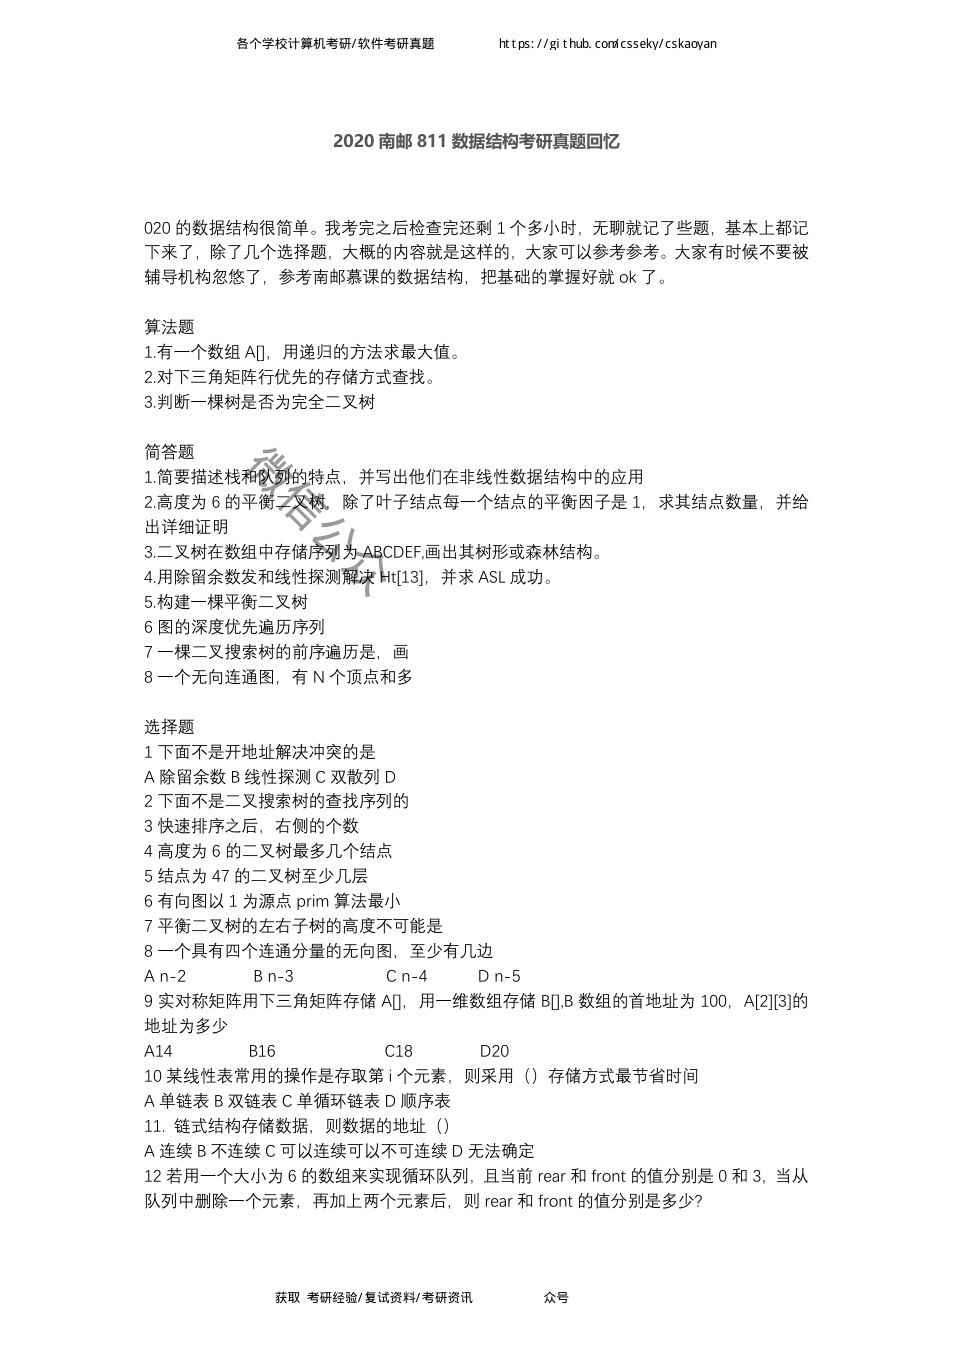 各个学校计算机考研/软件考研真题 https://github.com/csseky/cskaoyan
2020 南邮 811 数据结构考研真题回忆
020 的数据结构很简单。我考完之后检查完还剩 1 个多小时，无聊就记了些题，基本上都记
下来了，除了几个选择题，大概的内容就是这样的，大家可以参考参考。大家有时候不要被
辅导机构忽悠了，参考南邮慕课的数据结构，把基础的掌握好就 ok 了。
算法题
1.有一个数组 A[]，用递归的方法求最大值。
2.对下三角矩阵行优先的存储方式查找。
3.判断一棵树是否为完全二叉树
简答题
1.简要描述栈和队列的特点，并写出他们在非线性数据结构中的应用
2.高度为 6 的平衡二叉树，除了叶子结点每一个结点的平衡因子是 1，求其结点数量，并给
出详细证明
3.二叉树在数组中存储序列为 ABCDEF,画出其树形或森林结构。
4.用除留余数发和线性探测解决 Ht[13]，并求 ASL 成功。
5.构建一棵平衡二叉树
6 图的深度优先遍历序列
7 一棵二叉搜索树的前序遍历是，画
8 一个无向连通图，有 N 个顶点和多
微信公众
选择题
1 下面不是开地址解决冲突的是
A 除留余数 B 线性探测 C 双散列 D
2 下面不是二叉搜索树的查找序列的
3 快速排序之后，右侧的个数
4 高度为 6 的二叉树最多几个结点
5 结点为 47 的二叉树至少几层
6 有向图以 1 为源点 prim 算法最小
7 平衡二叉树的左右子树的高度不可能是
8 一个具有四个连通分量的无向图，至少有几边
A n-2 B n-3 C n-4 D n-5
9 实对称矩阵用下三角矩阵存储 A[]，用一维数组存储 B[],B 数组的首地址为 100，A[2][3]的
地址为多少
A14 B16 C18 D20
10 某线性表常用的操作是存取第 i 个元素，则采用（）存储方式最节省时间
A 单链表 B 双链表 C 单循环链表 D 顺序表
11. 链式结构存储数据，则数据的地址（）
A 连续 B 不连续 C 可以连续可以不可连续 D 无法确定
12 若用一个大小为 6 的数组来实现循环队列，且当前 rear 和 front 的值分别是 0 和 3，当从
队列中删除一个元素，再加上两个元素后，则 rear 和 front 的值分别是多少?
获取 考研经验/复试资料/考研资讯 众号